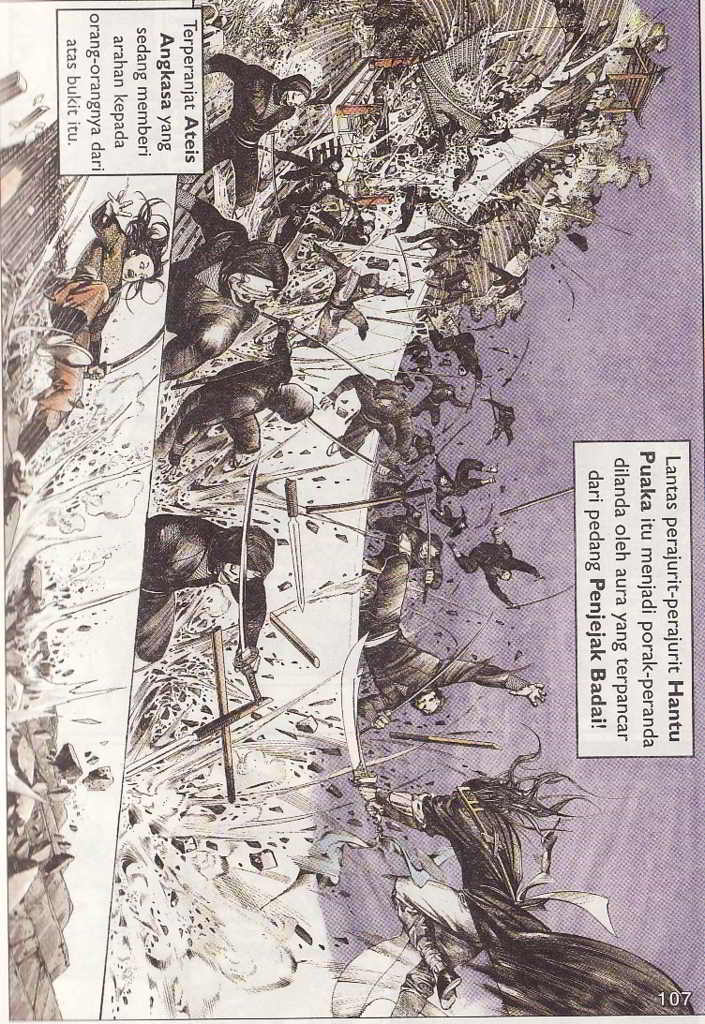 Lantas perajurit-perajurit Hantu
Puaka itu menjadi porak-peranda
dilanda oleh aura yang terpancar
dari pedang Penjejak Badai!
Terperanjat Ateis
Angkasa yang
sedang memberi
arahan kepada
orang-orangnya dari
atas bukit itu.
107